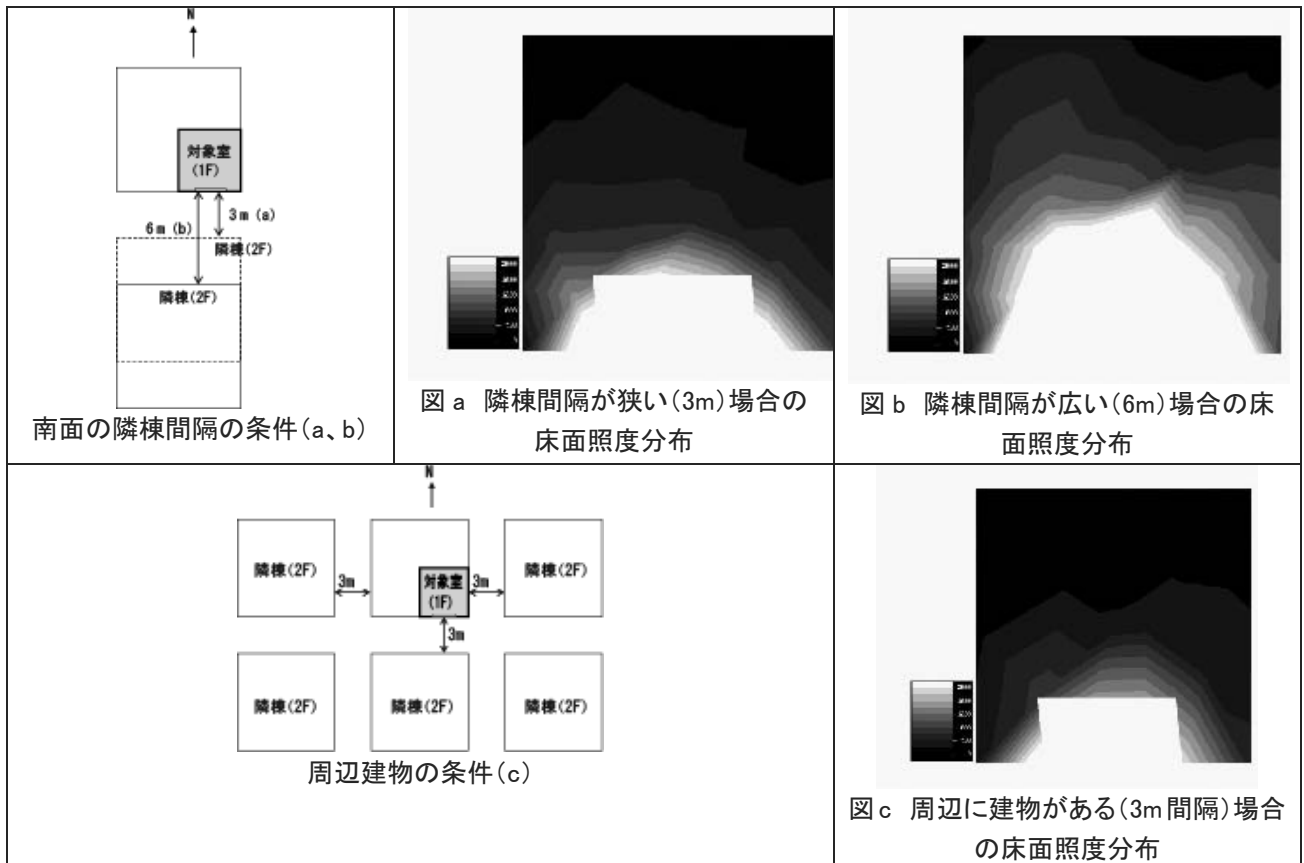 N
対象室
(1F)
3m (a)
6m (b)
隣棟(2F)
隣棟(2F)
南面の隣棟間隔の条件(a、b)
図 a 隣棟間隔が狭い(3m)場合の
床面照度分布
図 b 隣棟間隔が広い(6m)場合の床
面照度分布
N
隣棟(2F)
3m
対象室
(1F)
3m
隣棟(2F)
3m
隣棟(2F)
隣棟(2F)
隣棟(2F)
周辺建物の条件(c)
図 c 周辺に建物がある(3m 間隔)場合
の床面照度分布